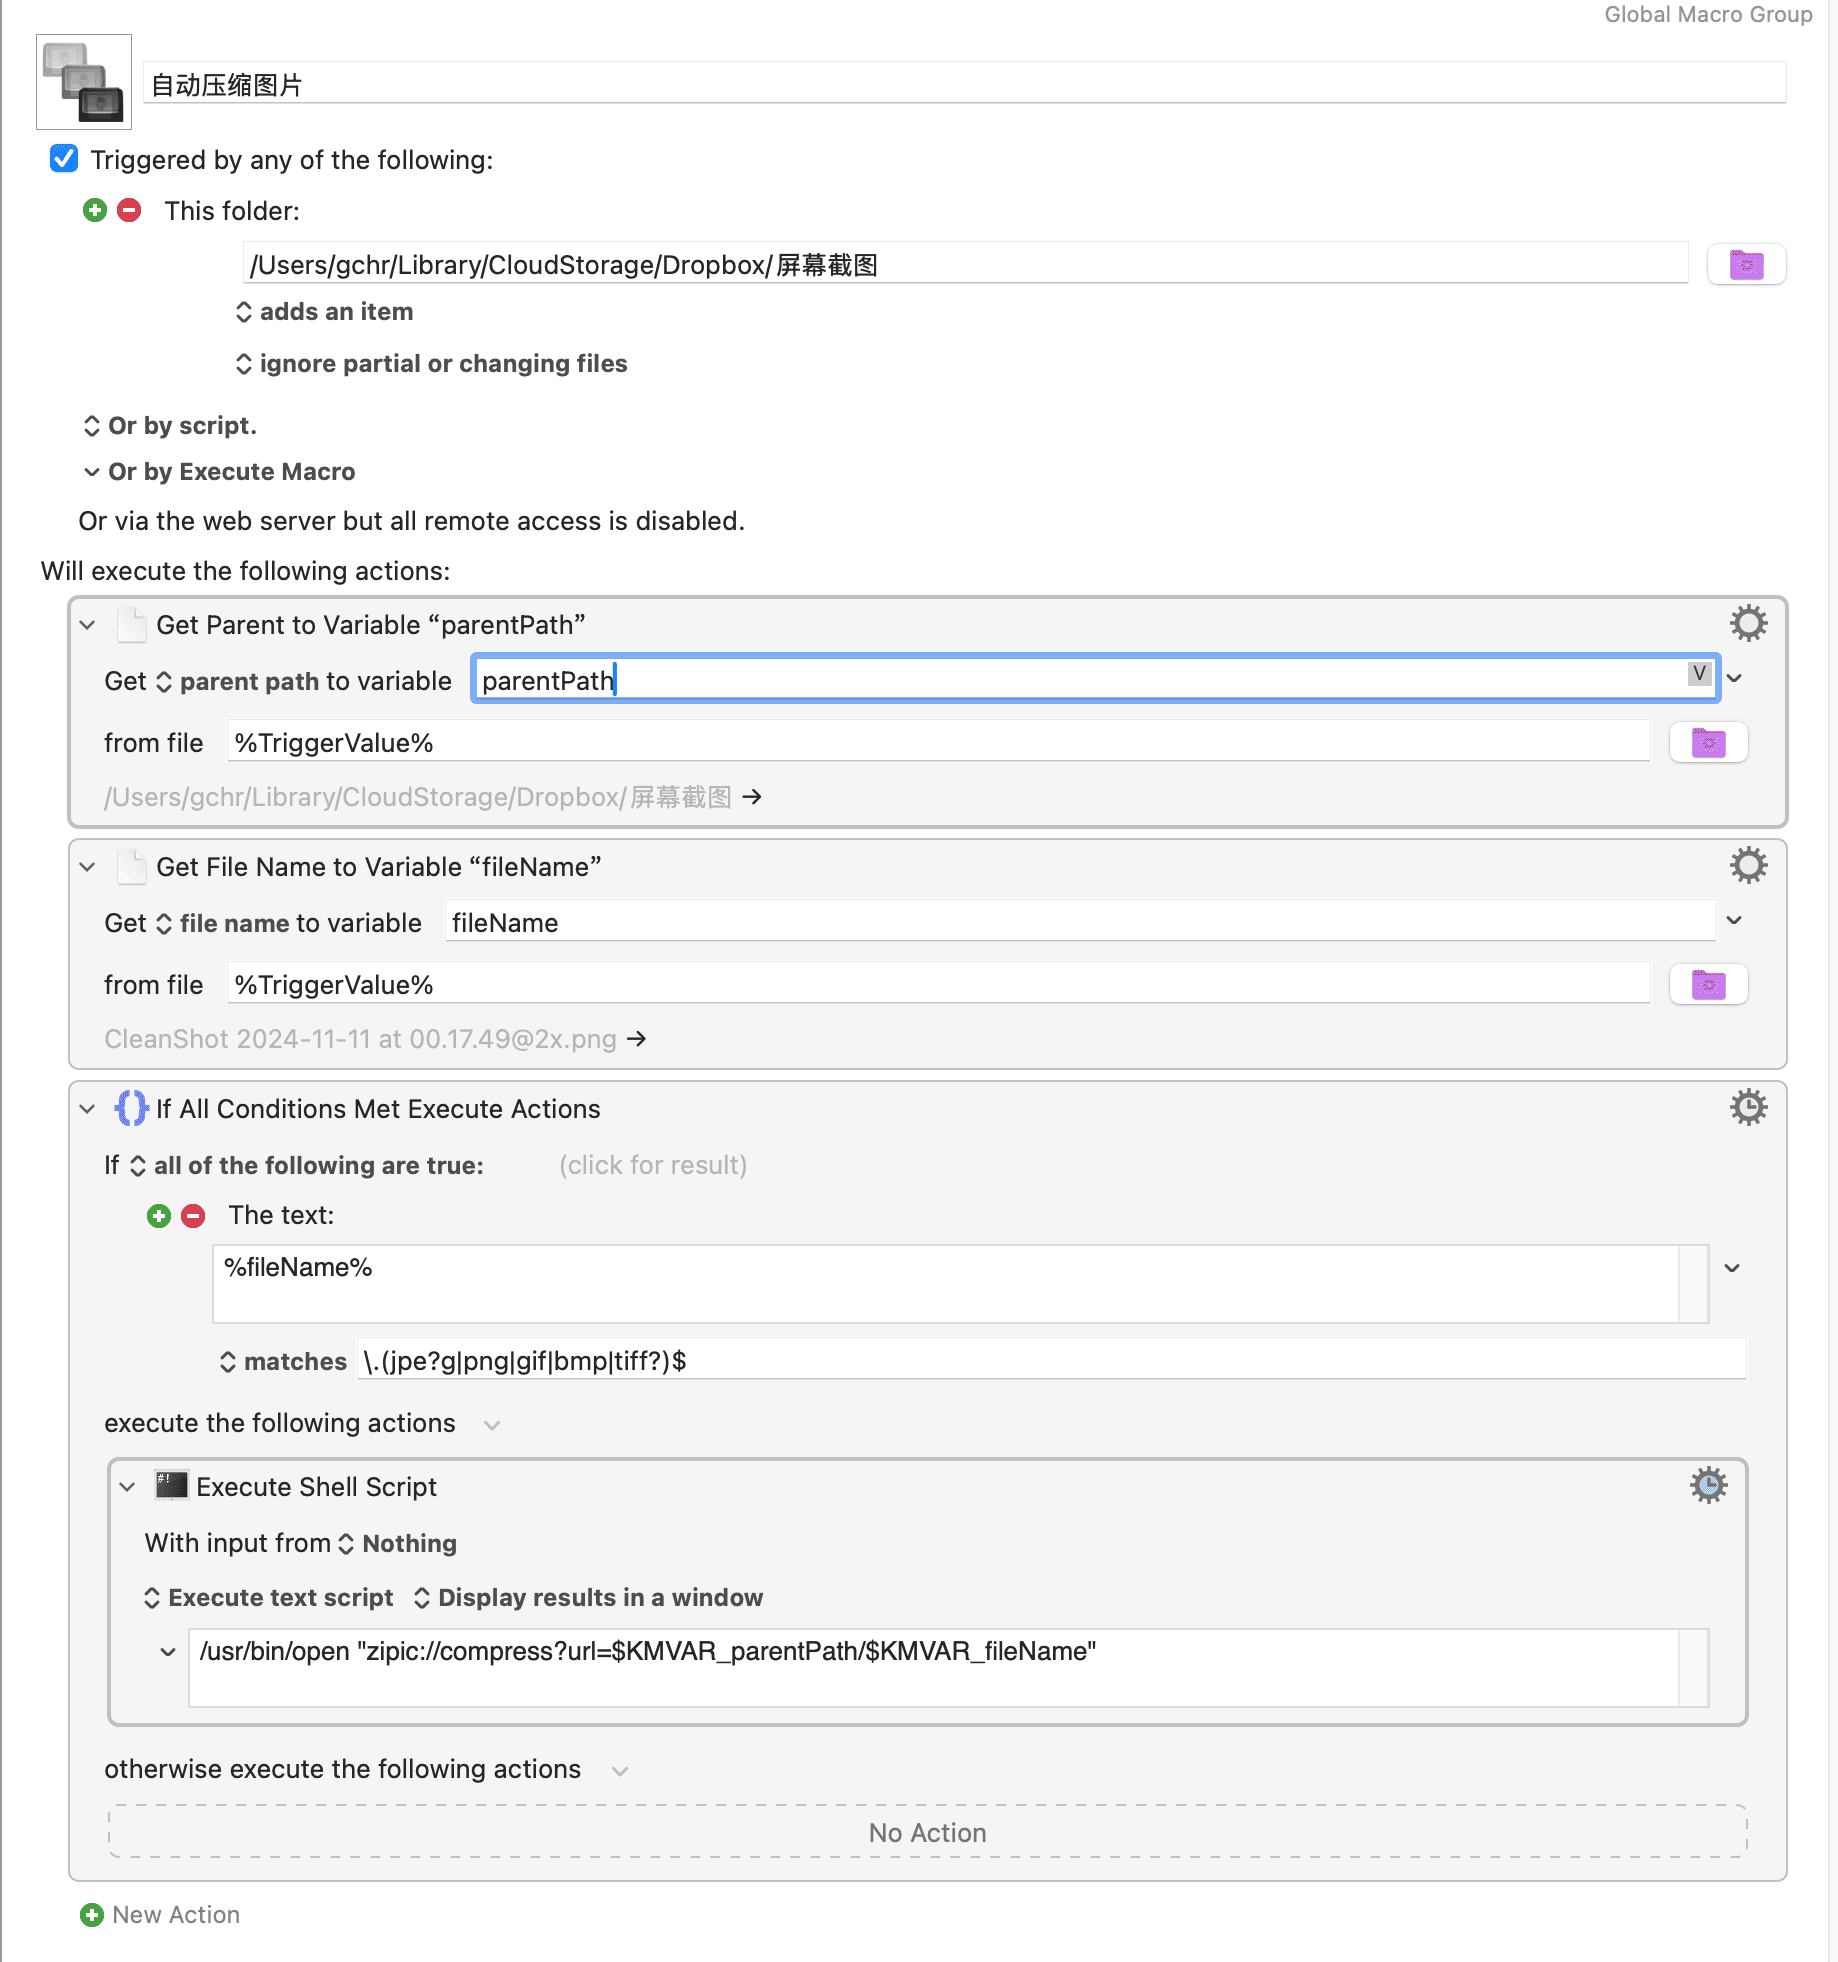 Global Macro Group
自动压缩图片
Triggered by any of the following:
This folder:
/Users/gchr/Library/CloudStorage/Dropbox/屏幕截图
adds an item
ignore partial or changing files
Or by script.
Or by Execute Macro
Or via the web server but all remote access is disabled.
Will execute the following actions:
Get Parent to Variable “parentPath”
Get parent path to variable parentPath V
from file %TriggerValue%
/Users/gchr/Library/CloudStorage/Dropbox/屏幕截图 →
Get File Name to Variable “fileName”
Get file name to variable fileName
from file %TriggerValue%
CleanShot 2024-11-11 at 00.17.49@2x.png →
If All Conditions Met Execute Actions
If all of the following are true: (click for result)
The text:
%fileName%
matches \.(jpe?g|png|gif|bmp|tiff?)$
execute the following actions
#! Execute Shell Script
With input from Nothing
Execute text script Display results in a window
/usr/bin/open "zipic://compress?url=$KMVAR_parentPath/$KMVAR_fileName"
otherwise execute the following actions
No Action
New Action